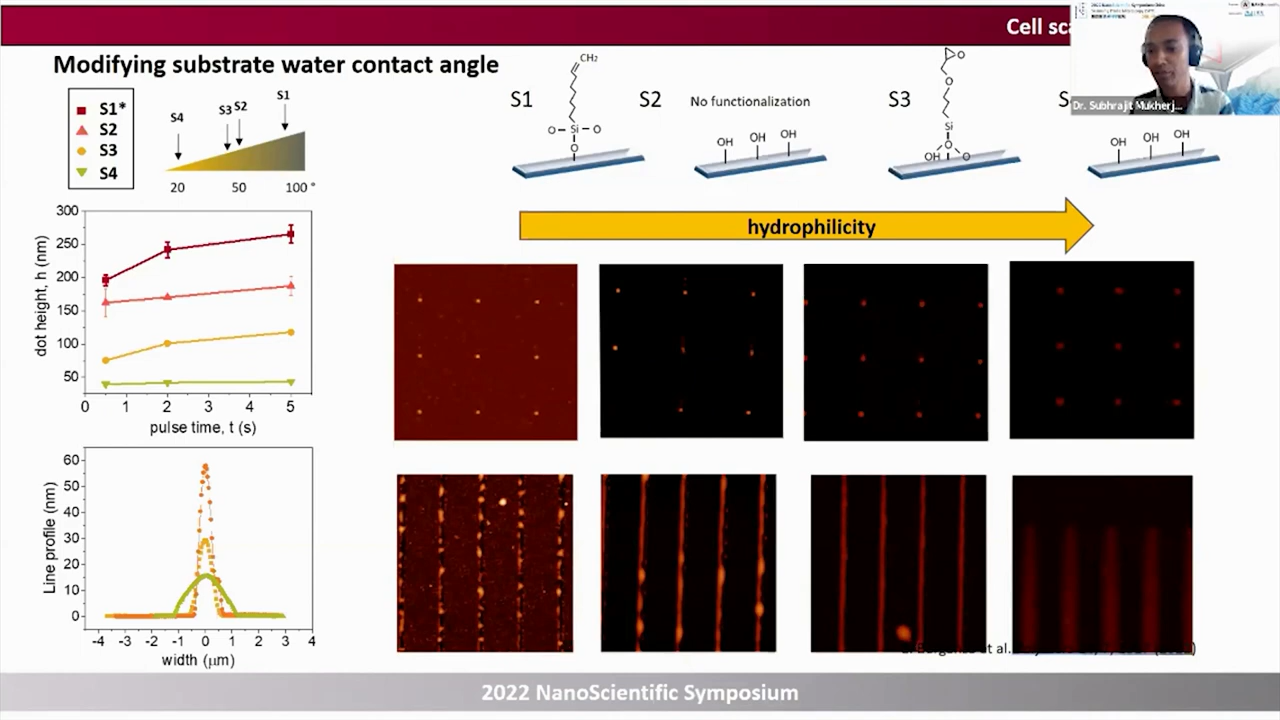 Cell sca
Dr. Subhrajit Mukherj...
Modifying substrate water contact angle
S1*
S2
S3
S4
S4
S3 S2
S1
20
50
100 °
S1
CH2
O
Si
O
O
S2
No functionalization
OH
OH
OH
S3
O
O
Si
O
OH
O
S
OH
OH
OH
hydrophilicity
300
250
200
150
100
50
0 1 2 3 4 5
dot height, h (nm)
pulse time, t (s)
60
50
40
30
20
10
0
-4 -3 -2 -1 0 1 2 3 4
Line profile (nm)
width (µm)
et al.
2022 NanoScientific Symposium